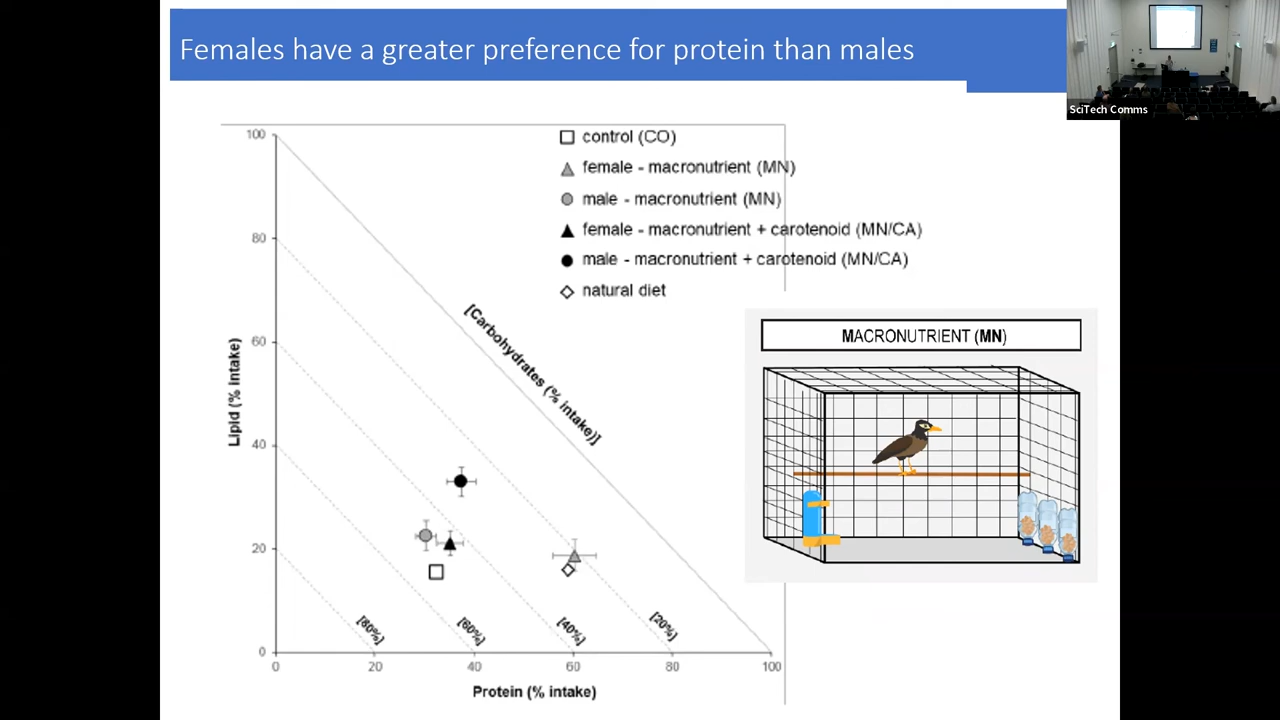 Females have a greater preference for protein than males
SciTech Comms
control (CO)
female - macronutrient (MN)
male - macronutrient (MN)
female - macronutrient + carotenoid (MN/CA)
male - macronutrient + carotenoid (MN/CA)
natural diet
100
80
60
40
20
0
Lipid (% intake)
[Carbohydrates (% intake)]
[80%]
[60%]
[40%]
[20%]
0
20
40
60
80
100
Protein (% intake)
MACRONUTRIENT (MN)